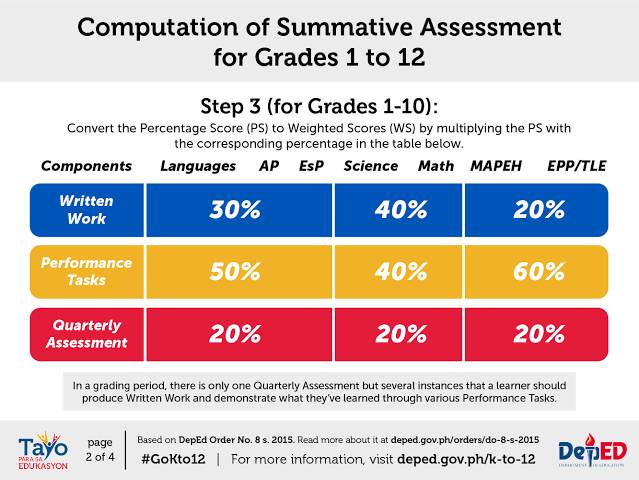 Computation of Summative Assessment
for Grades 1 to 12
Step 3 (for Grades 1-10):
Convert the Percentage Score (PS) to Weighted Scores (WS) by multiplying the PS with
the corresponding percentage in the table below.
Components Languages AP EsP Science Math MAPEH EPP/TLE
Written
Work
30% 40% 20%
Performance
Tasks
50% 40% 60%
Quarterly
Assessment
20% 20% 20%
In a grading period, there is only one Quarterly Assessment but several instances that a learner should
produce Written Work and demonstrate what they've learned through various Performance Tasks.
Tayo
PARA SA
EDUKASYON
page
2 of 4
Based on DepEd Order No. 8 s. 2015. Read more about it at deped.gov.ph/orders/do-8-s-2015
#GoKto12 | For more information, visit deped.gov.ph/k-to-12
DepED
DEPARTMENT OF EDUCATION